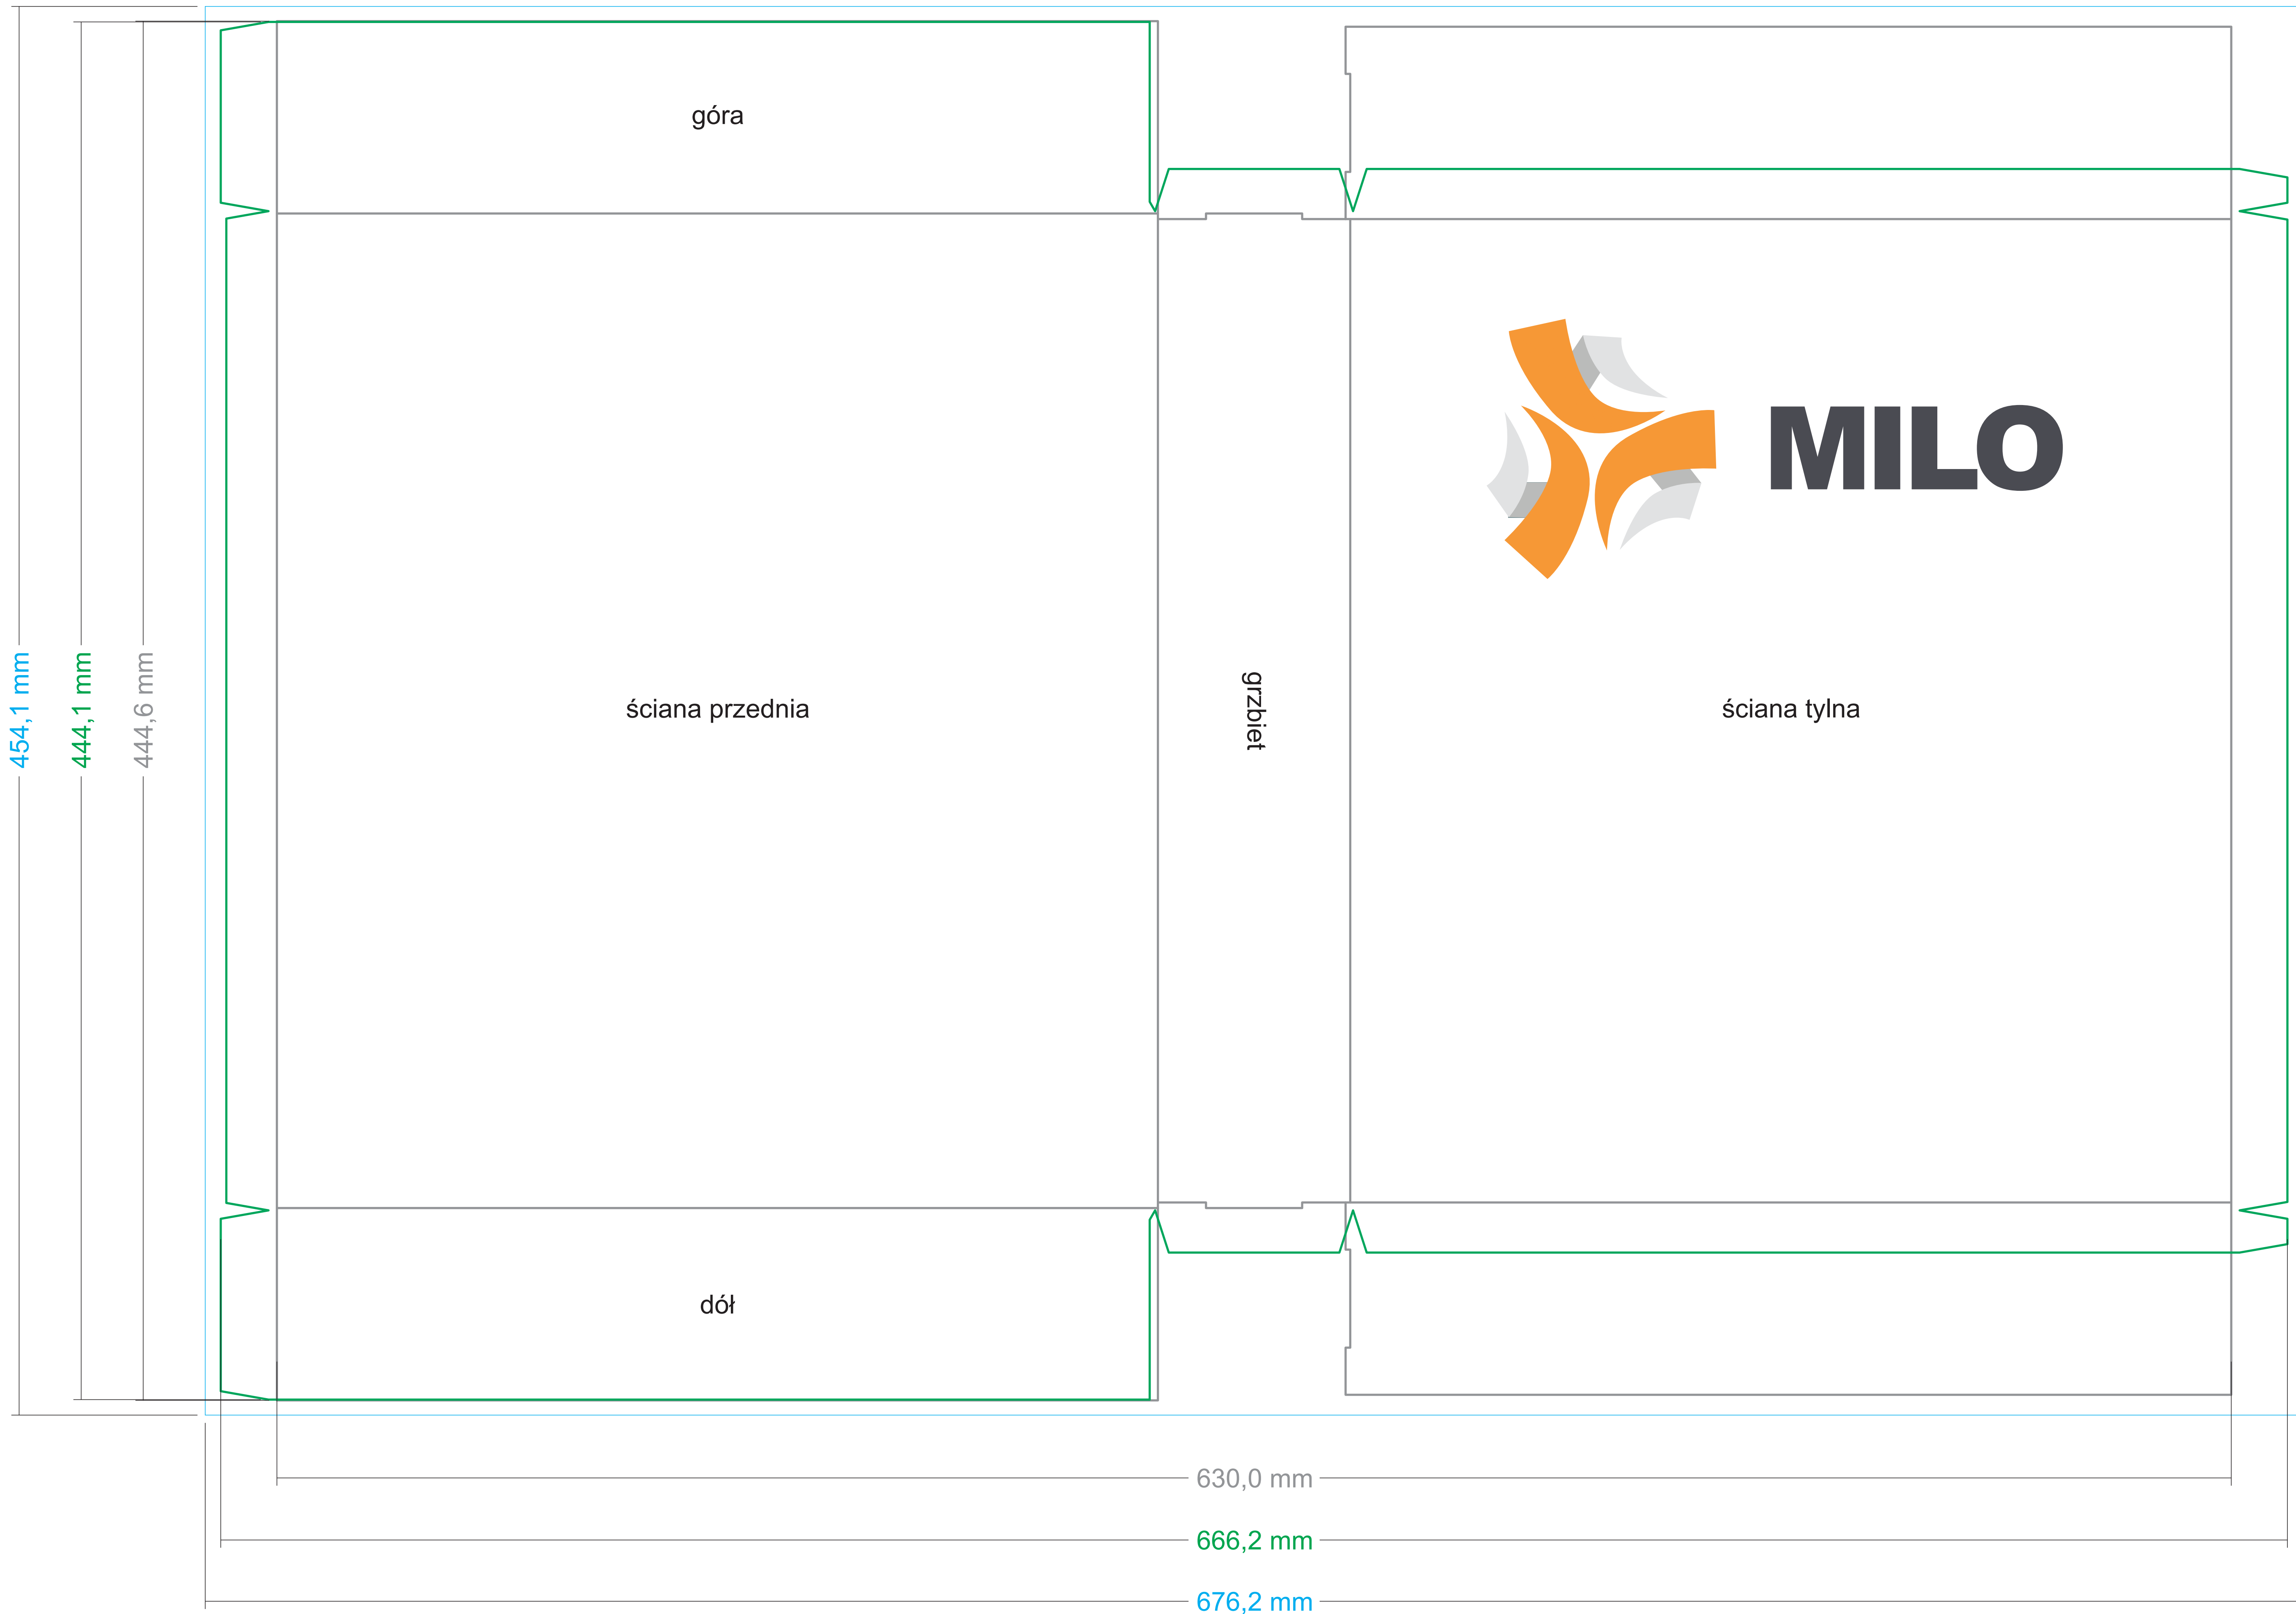 góra
MILO
454,1 mm
444,1 mm
444,6 mm
ściana przednia
grzbiet
ściana tylna
dół
630,0 mm
666,2 mm
676,2 mm